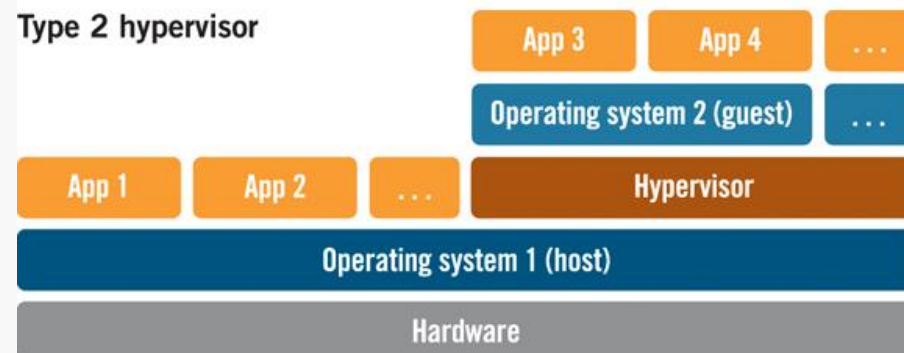 Type 2 hypervisor
App 3
App 4
...
Operating system 2 (guest)
...
App 1
App 2
...
Hypervisor
Operating system 1 (host)
Hardware